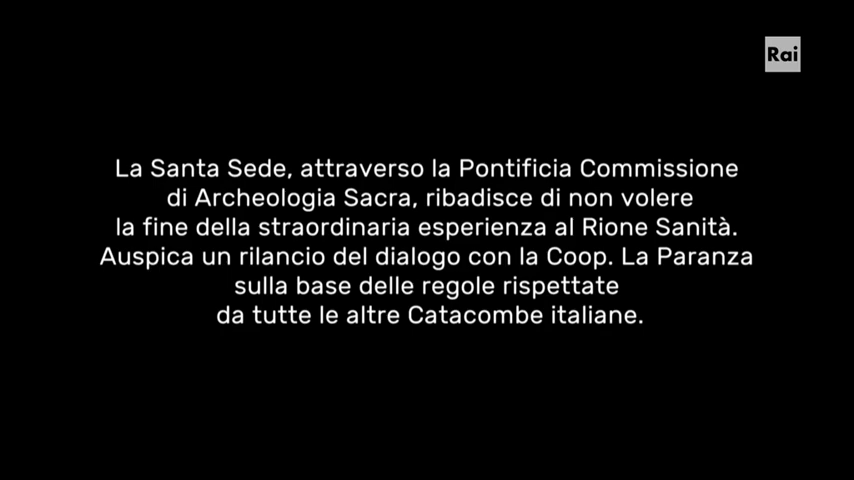 Rai
La Santa Sede, attraverso la Pontificia Commissione
di Archeologia Sacra, ribadisce di non volere
la fine della straordinaria esperienza al Rione Sanità.
Auspica un rilancio del dialogo con la Coop. La Paranza
sulla base delle regole rispettate
da tutte le altre Catacombe italiane.